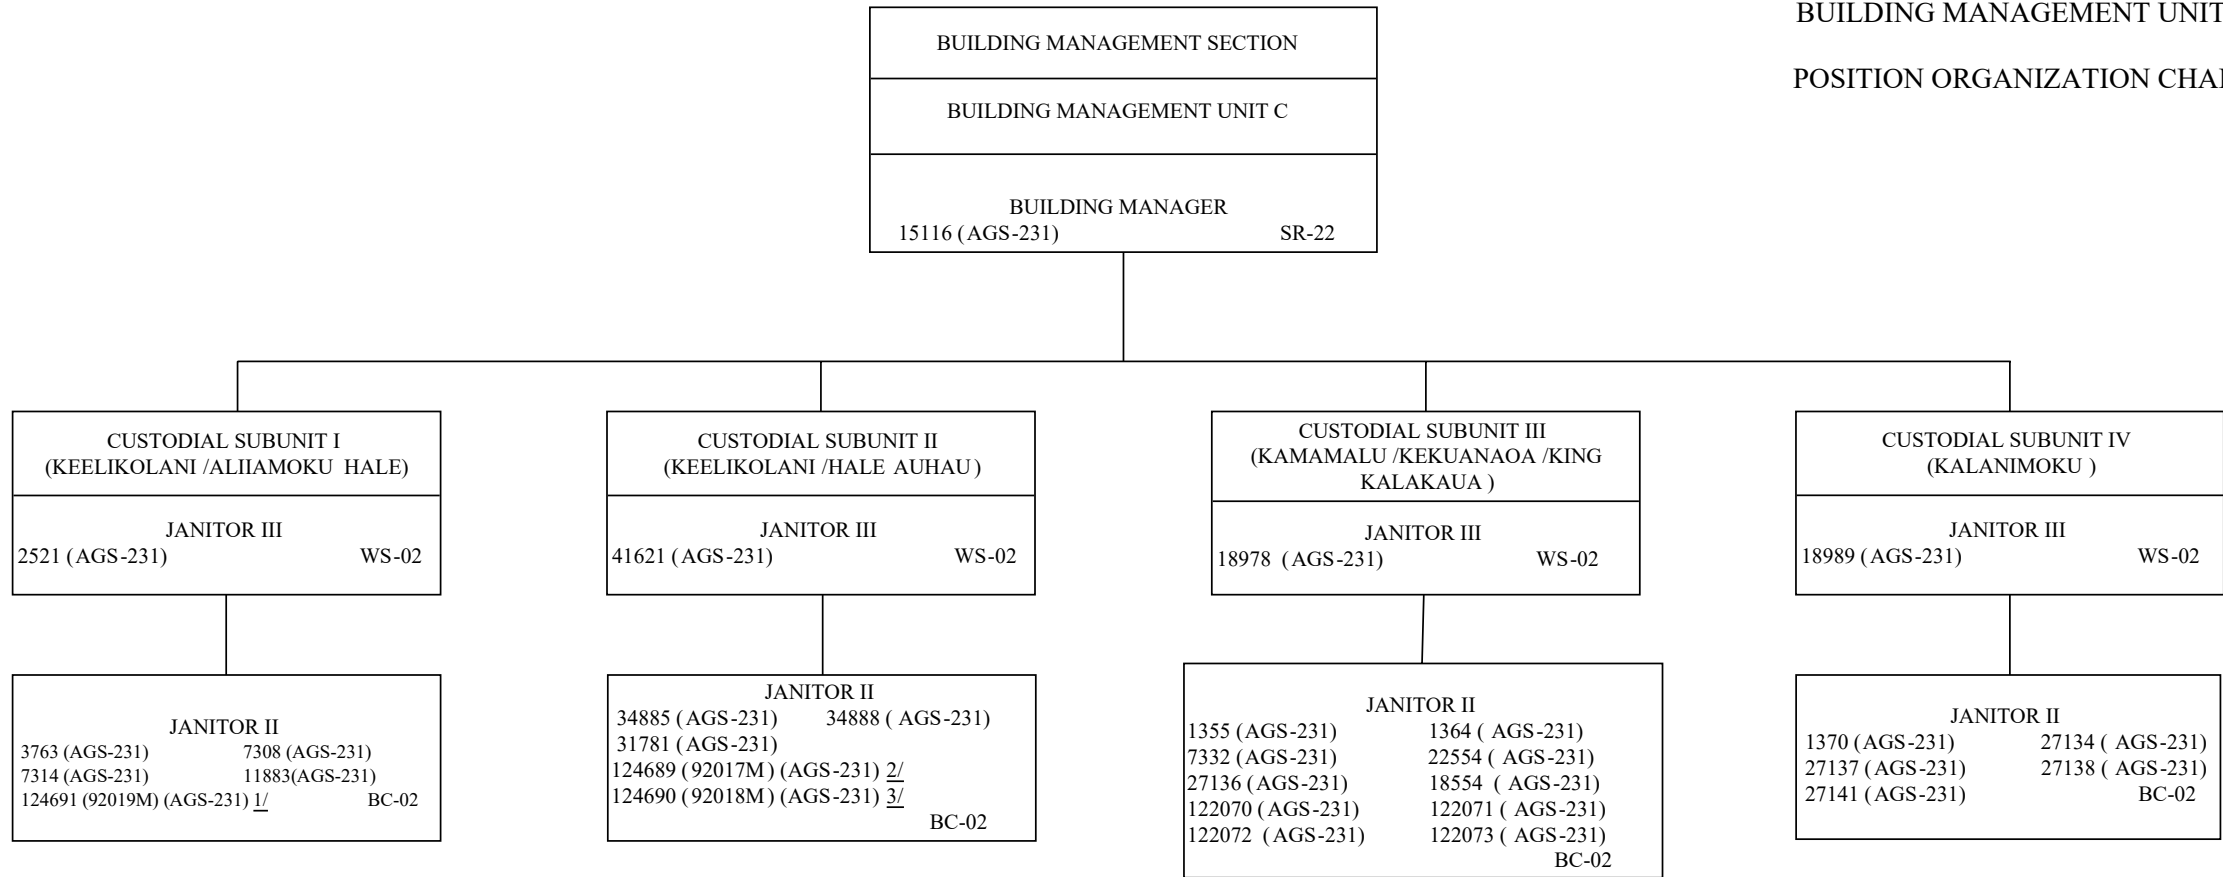 BUILDING MANAGEMENT UNIT
POSITION ORGANIZATION CHA
BUILDING MANAGEMENT SECTION
BUILDING MANAGEMENT UNIT C
BUILDING MANAGER
15116 (AGS-231) SR-22
CUSTODIAL SUBUNIT I
(KEELIKOLANI /ALIIAMOKU HALE)
JANITOR III
2521 (AGS-231) WS-02
JANITOR II
3763 (AGS-231) 7308 (AGS-231)
7314 (AGS-231) 11883(AGS-231)
124691 (92019M) (AGS-231) 1/ BC-02
CUSTODIAL SUBUNIT II
(KEELIKOLANI /HALE AUHAU )
JANITOR III
41621 (AGS-231) WS-02
JANITOR II
34885 (AGS-231) 34888 ( AGS-231)
31781 (AGS-231)
124689 (92017M ) (AGS-231) 2/
124690 (92018M ) (AGS-231) 3/
BC-02
CUSTODIAL SUBUNIT III
(KAMAMALU /KEKUANAOA /KING
KALAKAUA )
JANITOR III
18978 (AGS-231) WS-02
JANITOR II
1355 (AGS-231) 1364 ( AGS-231)
7332 (AGS-231) 22554 ( AGS-231)
27136 (AGS-231) 18554 ( AGS-231)
122070 (AGS-231) 122071 ( AGS-231)
122072 (AGS-231) 122073 ( AGS-231)
BC-02
CUSTODIAL SUBUNIT IV
(KALANIMOKU )
JANITOR III
18989 (AGS-231) WS-02
JANITOR II
1370 (AGS-231) 27134 ( AGS-231)
27137 (AGS-231) 27138 ( AGS-231)
27141 (AGS-231) BC-02